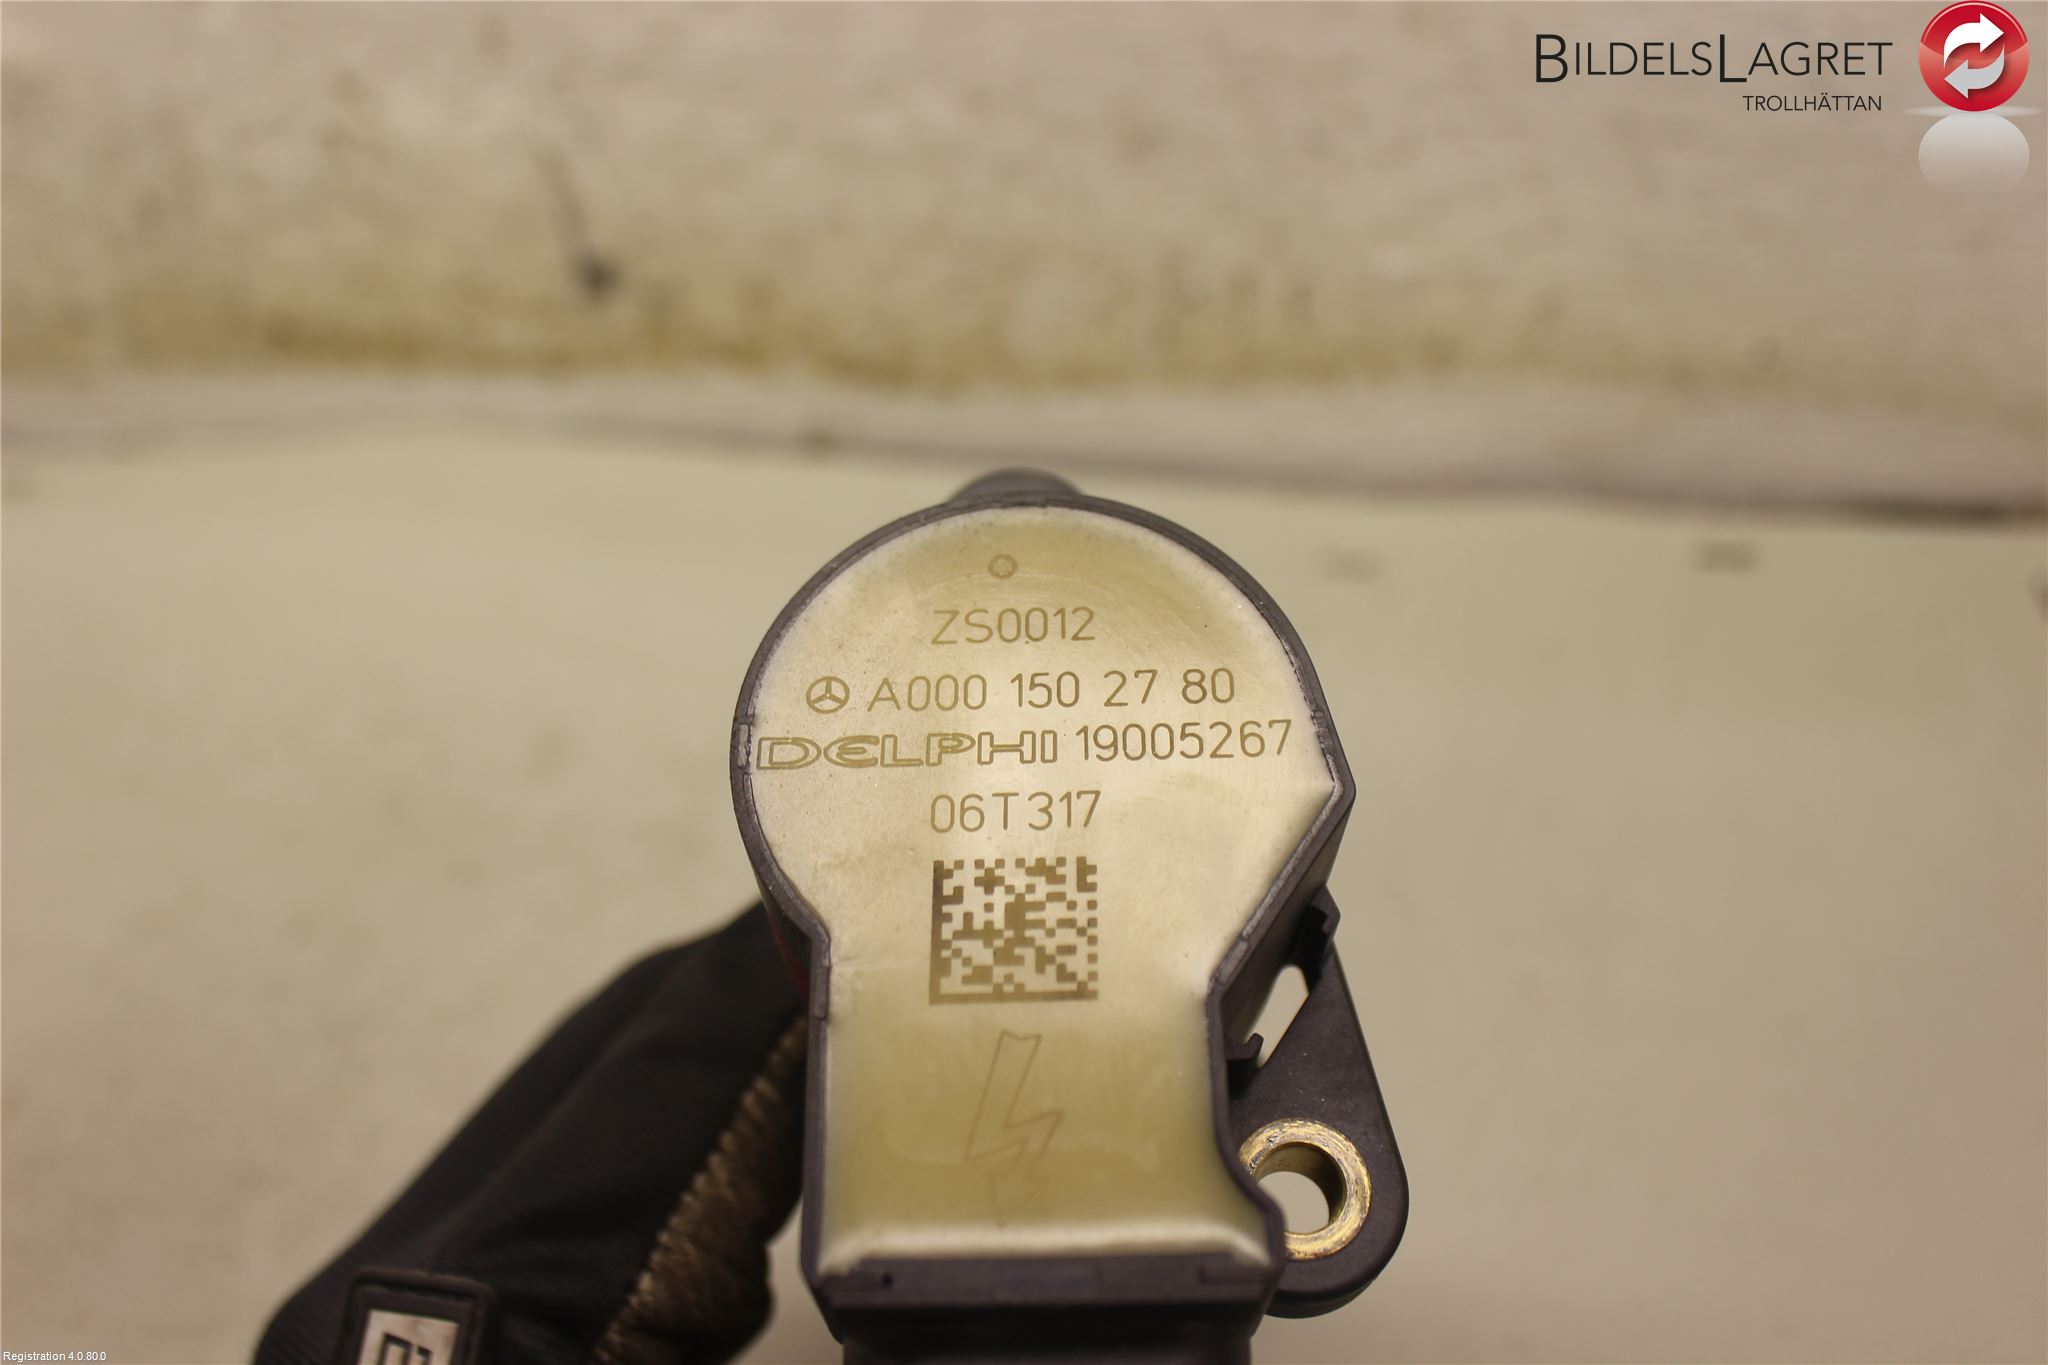 BILDELSLAGRET
TROLLHÄTTAN
ZS0012
A000 150 27 80
DELPHI 19005267
06T317
Registration 4.0.80.0